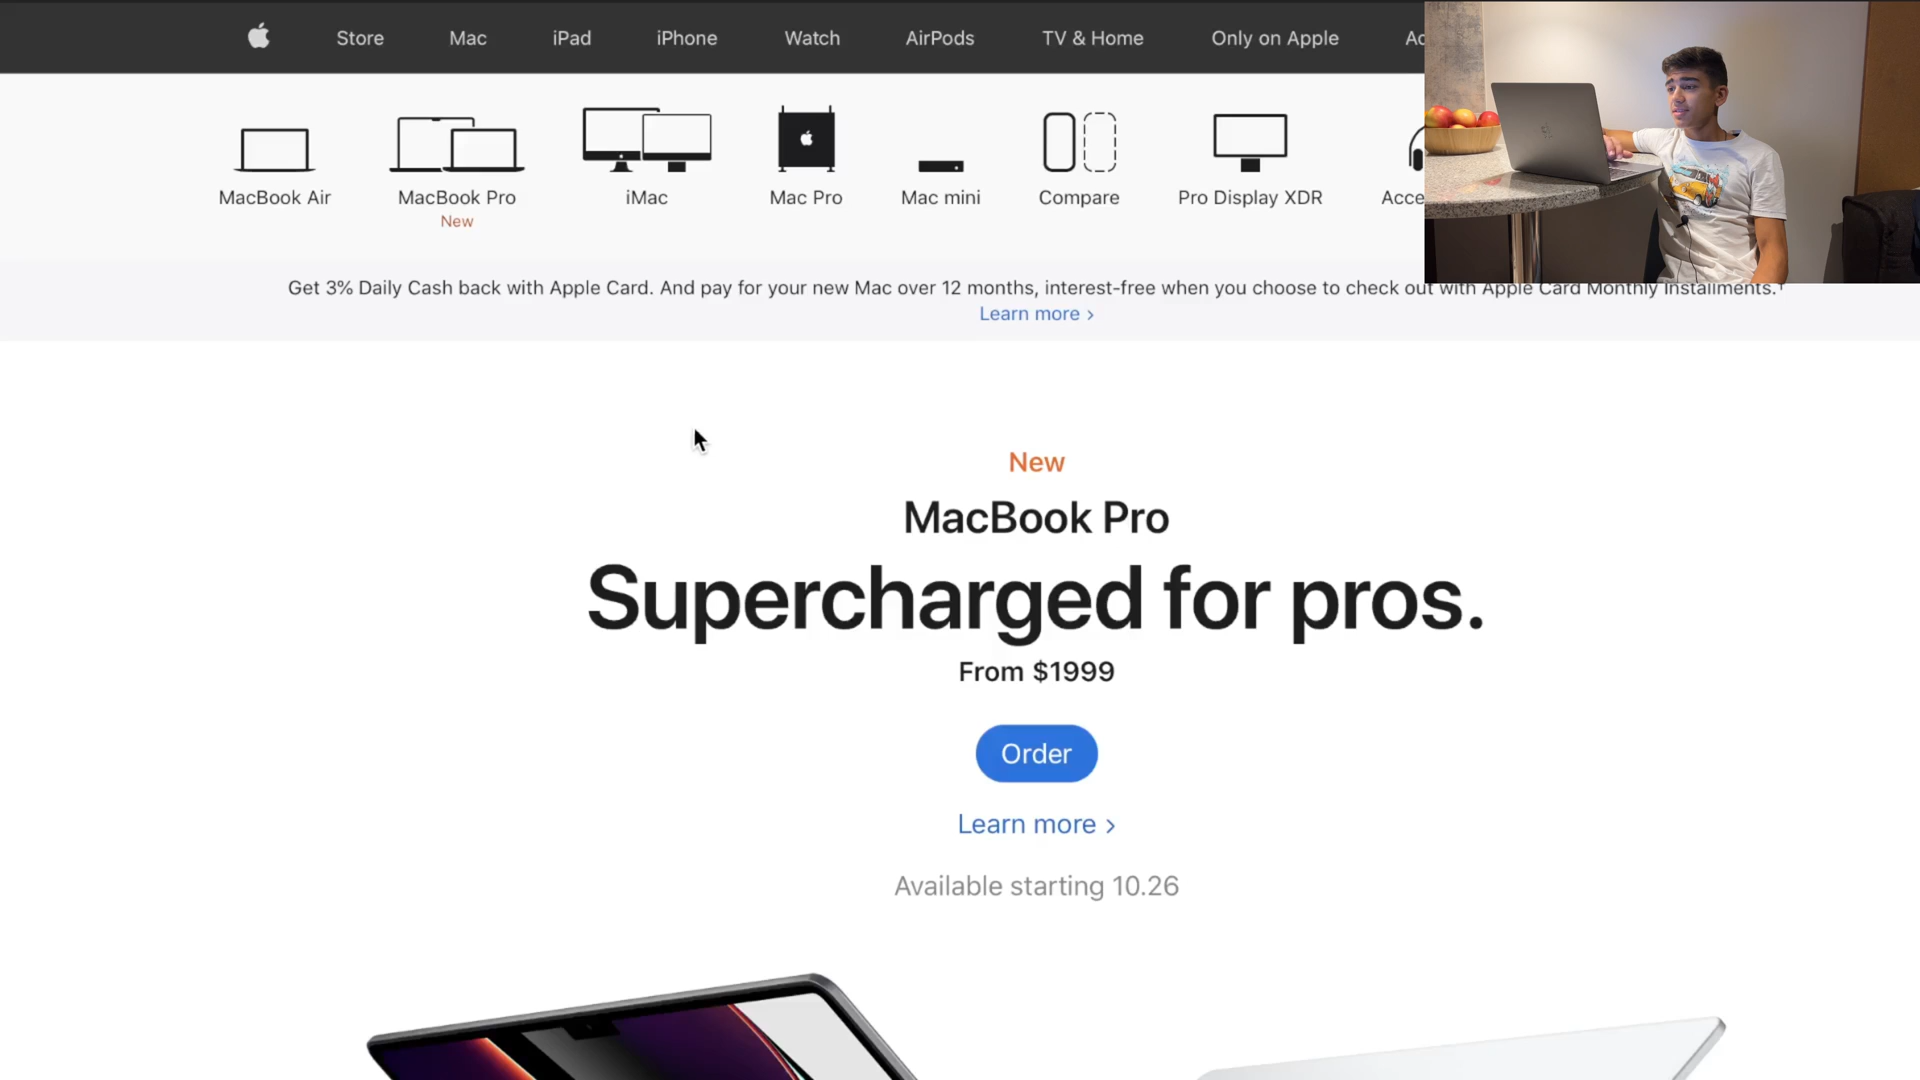 Store Mac iPad iPhone Watch AirPods TV & Home Only on Apple
MacBook Air MacBook Pro iMac Mac Pro Mac mini Compare Pro Display XDR
New
Get 3% Daily Cash back with Apple Card. And pay for your new Mac over 12 months, interest-free when you choose to check out with Apple Card Monthly Installments.¹
Learn more >
New
MacBook Pro
Supercharged for pros.
From $1999
Order
Learn more >
Available starting 10.26